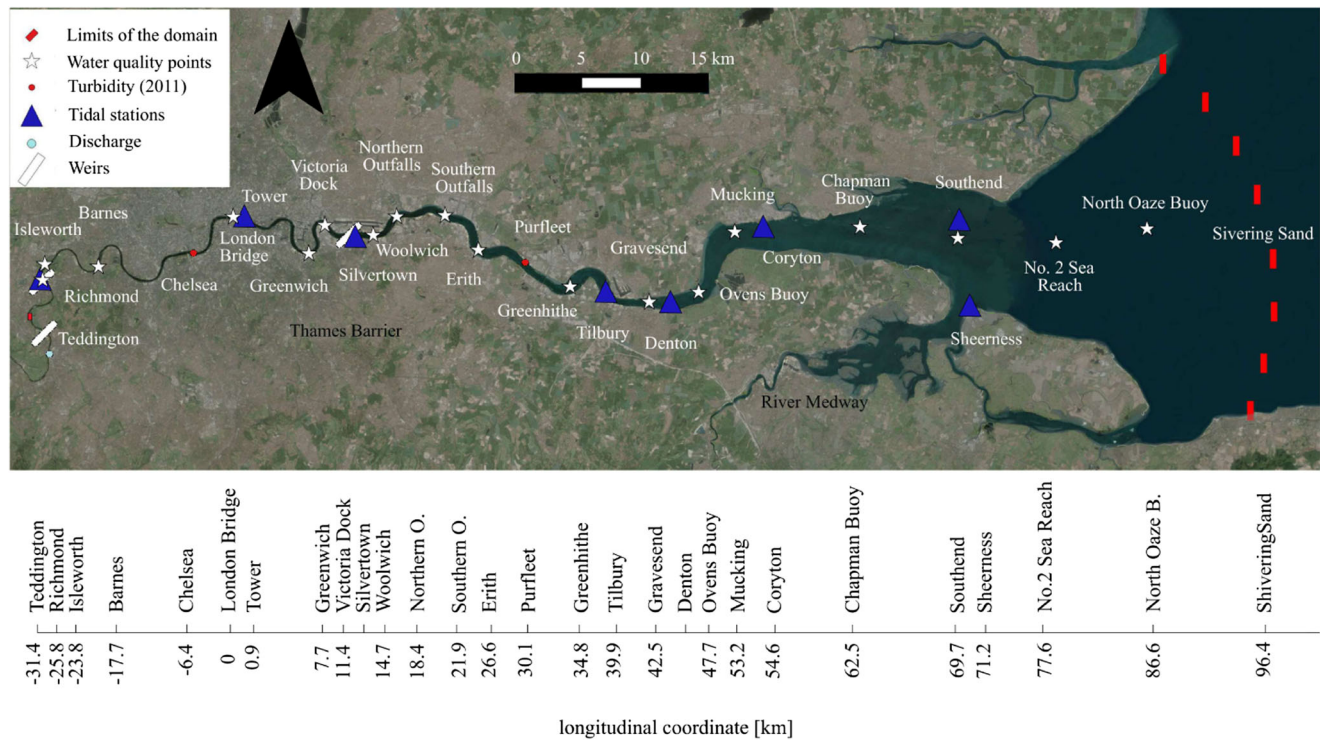 Limits of the domain
Water quality points
Turbidity (2011)
Tidal stations
Discharge
Weirs
0 5 10 15 km
Northern
Outfalls
Victoria
Dock
Southern
Outfalls
Tower
Barnes
Isleworth
Mucking
Chapman
Buoy
Southend
North Oaze Buoy
Sivering Sand
Purfleet
London
Bridge
Woolwich
Gravesend
Coryton
Silvertown
Richmond
Chelsea
Greenwich
Erith
No. 2 Sea
Reach
Ovens Buoy
Greenhithe
Tilbury
Denton
Thames Barrier
Teddington
Sheerness
River Medway
Teddington
Richmond
Isleworth
Barnes
Chelsea
London Bridge
Tower
Greenwich
Victoria Dock
Silvertown
Woolwich
Northern O.
Southern O.
Erith
Purfleet
Greenhithe
Tilbury
Gravesend
Denton
Ovens Buoy
Mucking
Coryton
Chapman Buoy
Southend
Sheerness
No.2 Sea Reach
North Oaze B.
ShiveringSand
-31.4
-25.8
-23.8
-17.7
-6.4
0
0.9
7.7
11.4
14.7
18.4
21.9
26.6
30.1
34.8
39.9
42.5
47.7
53.2
54.6
62.5
69.7
71.2
77.6
86.6
96.4
longitudinal coordinate [km]